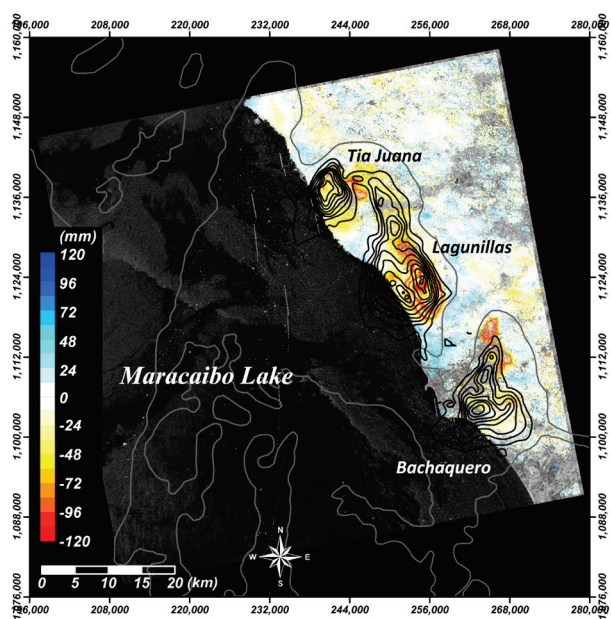 196,000 208,000 220,000 232,000 244,000 256,000 268,000 280,000
1,160,000
1,148,000
1,136,000
1,124,000
1,112,000
1,100,000
1,088,000
1,076,000
Tia Juana
Lagunillas
Maracaibo Lake
Bachaquero
(mm)
120
96
72
48
24
0
-24
-48
-72
-96
-120
N
W E
S
0 5 10 15 20 (km)
1,160,000
1,148,000
1,136,000
1,124,000
1,112,000
1,100,000
1,088,000
1,076,000
196,000 208,000 220,000 232,000 244,000 256,000 268,000 280,000